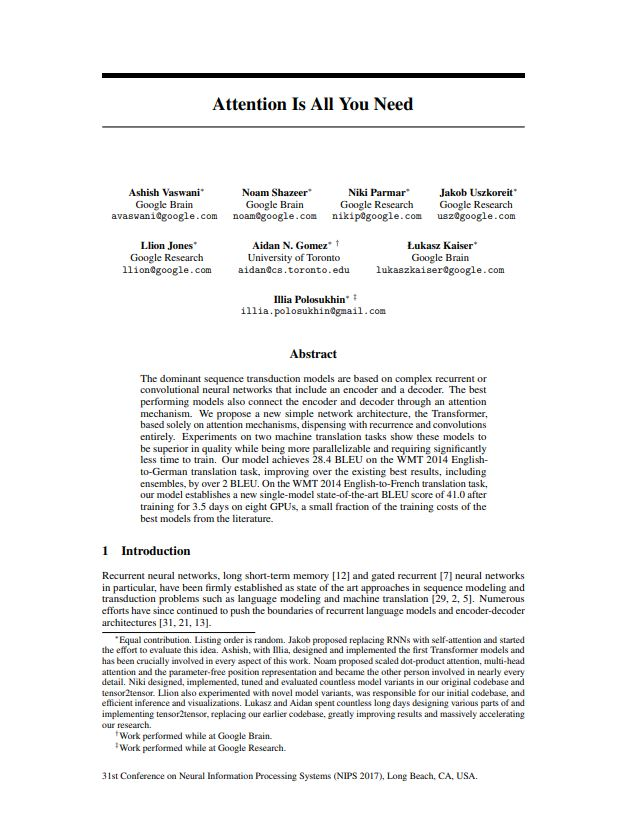 Attention Is All You Need
Ashish Vaswani*
Google Brain
avaswani@google.com
Noam Shazeer*
Google Brain
noam@google.com
Niki Parmar*
Google Research
nikip@google.com
Jakob Uszkoreit*
Google Research
usz@google.com
Llion Jones*
Google Research
llion@google.com
Aidan N. Gomez* †
University of Toronto
aidan@cs.toronto.edu
Łukasz Kaiser*
Google Brain
lukaszkaiser@google.com
Illia Polosukhin* ‡
illia.polosukhin@gmail.com
Abstract
The dominant sequence transduction models are based on complex recurrent or
convolutional neural networks that include an encoder and a decoder. The best
performing models also connect the encoder and decoder through an attention
mechanism. We propose a new simple network architecture, the Transformer,
based solely on attention mechanisms, dispensing with recurrence and convolutions
entirely. Experiments on two machine translation tasks show these models to
be superior in quality while being more parallelizable and requiring significantly
less time to train. Our model achieves 28.4 BLEU on the WMT 2014 English-
to-German translation task, improving over the existing best results, including
ensembles, by over 2 BLEU. On the WMT 2014 English-to-French translation task,
our model establishes a new single-model state-of-the-art BLEU score of 41.0 after
training for 3.5 days on eight GPUs, a small fraction of the training costs of the
best models from the literature.
1 Introduction
Recurrent neural networks, long short-term memory [12] and gated recurrent [7] neural networks
in particular, have been firmly established as state of the art approaches in sequence modeling and
transduction problems such as language modeling and machine translation [29, 2, 5]. Numerous
efforts have since continued to push the boundaries of recurrent language models and encoder-decoder
architectures [31, 21, 13].
*Equal contribution. Listing order is random. Jakob proposed replacing RNNs with self-attention and started
the effort to evaluate this idea. Ashish, with Illia, designed and implemented the first Transformer models and
has been crucially involved in every aspect of this work. Noam proposed scaled dot-product attention, multi-head
attention and the parameter-free position representation and became the other person involved in nearly every
detail. Niki designed, implemented, tuned and evaluated countless model variants in our original codebase and
tensor2tensor. Llion also experimented with novel model variants, was responsible for our initial codebase, and
efficient inference and visualizations. Lukasz and Aidan spent countless long days designing various parts of and
implementing tensor2tensor, replacing our earlier codebase, greatly improving results and massively accelerating
our research.
†Work performed while at Google Brain.
‡Work performed while at Google Research.
31st Conference on Neural Information Processing Systems (NIPS 2017), Long Beach, CA, USA.